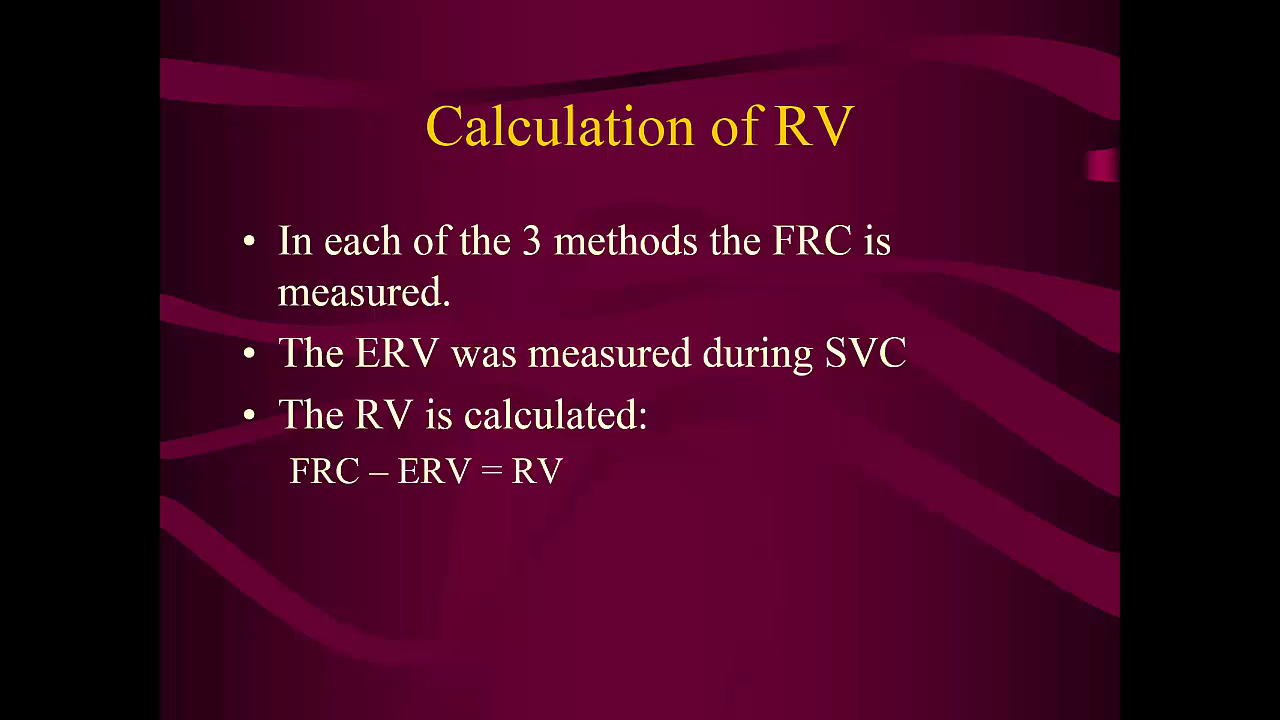 Calculation of RV
• In each of the 3 methods the FRC is
measured.
• The ERV was measured during SVC
• The RV is calculated:
FRC – ERV = RV